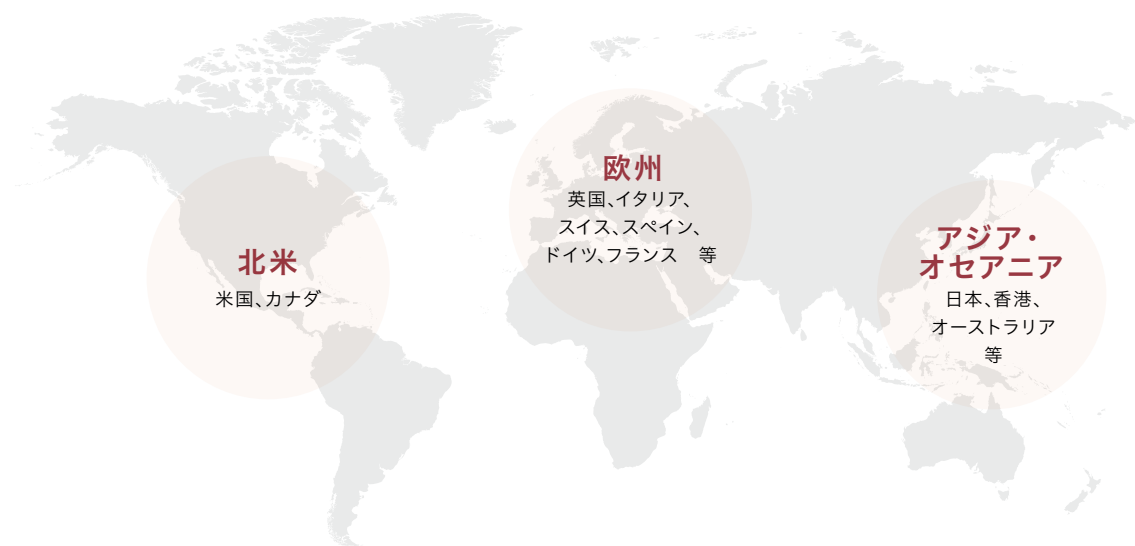 北米
米国、カナダ
欧州
英国、イタリア、
スイス、スペイン、
ドイツ、フランス　等
アジア・
オセアニア
日本、香港、
オーストラリア
等